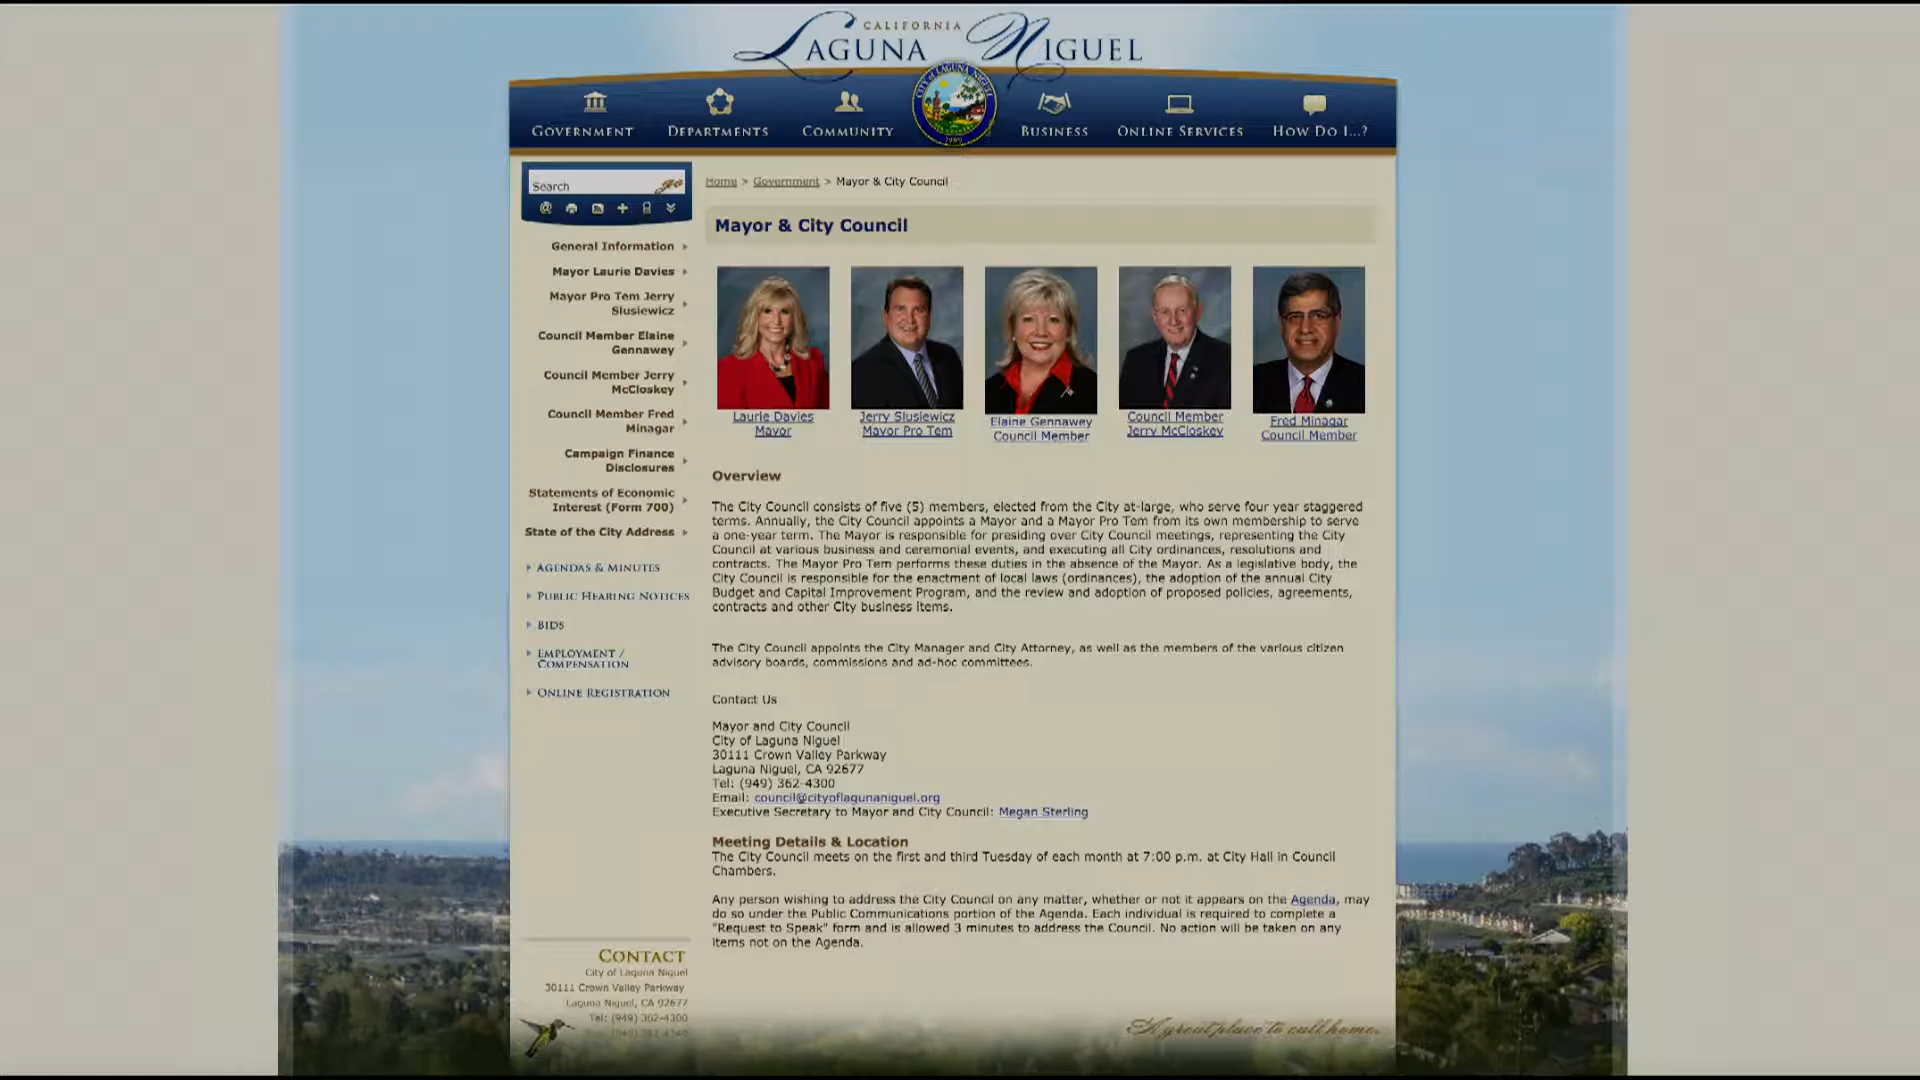 CALIFORNIA
LAGUNA NIGUEL
CITY OF LAGUNA NIGUEL
1989
GOVERNMENT
DEPARTMENTS
COMMUNITY
BUSINESS
ONLINE SERVICES
HOW DO I...?
Search
go
Home > Government > Mayor & City Council
Mayor & City Council
General Information
Mayor Laurie Davies
Mayor Pro Tem Jerry
Slusiewicz
Council Member Elaine
Gennawey
Council Member Jerry
McCloskey
Council Member Fred
Minagar
Campaign Finance
Disclosures
Statements of Economic
Interest (Form 700)
State of the City Address
AGENDAS & MINUTES
PUBLIC HEARING NOTICES
BIDS
EMPLOYMENT /
COMPENSATION
ONLINE REGISTRATION
Laurie Davies
Mayor
Jerry Slusiewicz
Mayor Pro Tem
Elaine Gennawey
Council Member
Council Member
Jerry McCloskey
Fred Minagar
Council Member
Overview
The City Council consists of five (5) members, elected from the City at-large, who serve four year staggered
terms. Annually, the City Council appoints a Mayor and a Mayor Pro Tem from its own membership to serve
a one-year term. The Mayor is responsible for presiding over City Council meetings, representing the City
Council at various business and ceremonial events, and executing all City ordinances, resolutions and
contracts. The Mayor Pro Tem performs these duties in the absence of the Mayor. As a legislative body, the
City Council is responsible for the enactment of local laws (ordinances), the adoption of the annual City
Budget and Capital Improvement Program, and the review and adoption of proposed policies, agreements,
contracts and other City business items.
The City Council appoints the City Manager and City Attorney, as well as the members of the various citizen
advisory boards, commissions and ad-hoc committees.
Contact Us
Mayor and City Council
City of Laguna Niguel
30111 Crown Valley Parkway
Laguna Niguel, CA 92677
Tel: (949) 362-4300
Email: council@cityoflagunaniguel.org
Executive Secretary to Mayor and City Council: Megan Sterling
Meeting Details & Location
The City Council meets on the first and third Tuesday of each month at 7:00 p.m. at City Hall in Council
Chambers.
Any person wishing to address the City Council on any matter, whether or not it appears on the Agenda, may
do so under the Public Communications portion of the Agenda. Each individual is required to complete a
"Request to Speak" form and is allowed 3 minutes to address the Council. No action will be taken on any
items not on the Agenda.
CONTACT
City of Laguna Niguel
30111 Crown Valley Parkway
Laguna Niguel, CA 92677
Tel: (949) 362-4300
A great place to call home.